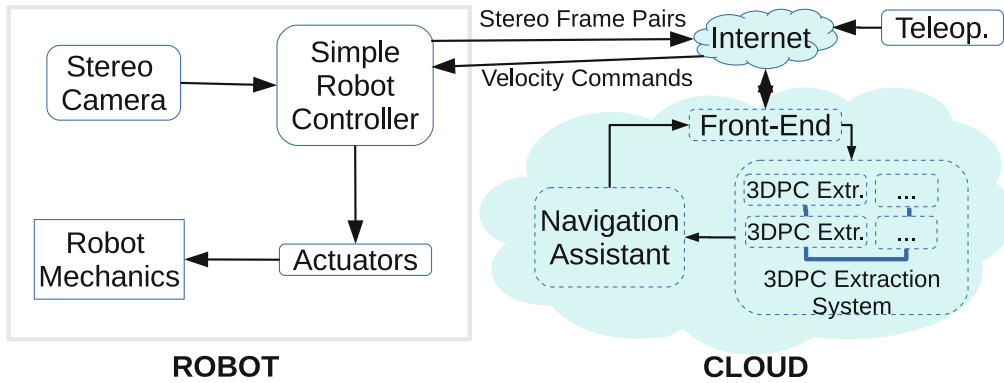 Stereo
Camera
Simple
Robot
Controller
Robot
Mechanics
Actuators
ROBOT
Stereo Frame Pairs
Velocity Commands
Internet
Teleop.
Front-End
Navigation
Assistant
3DPC Extr.
...
3DPC Extr.
...
3DPC Extraction
System
CLOUD